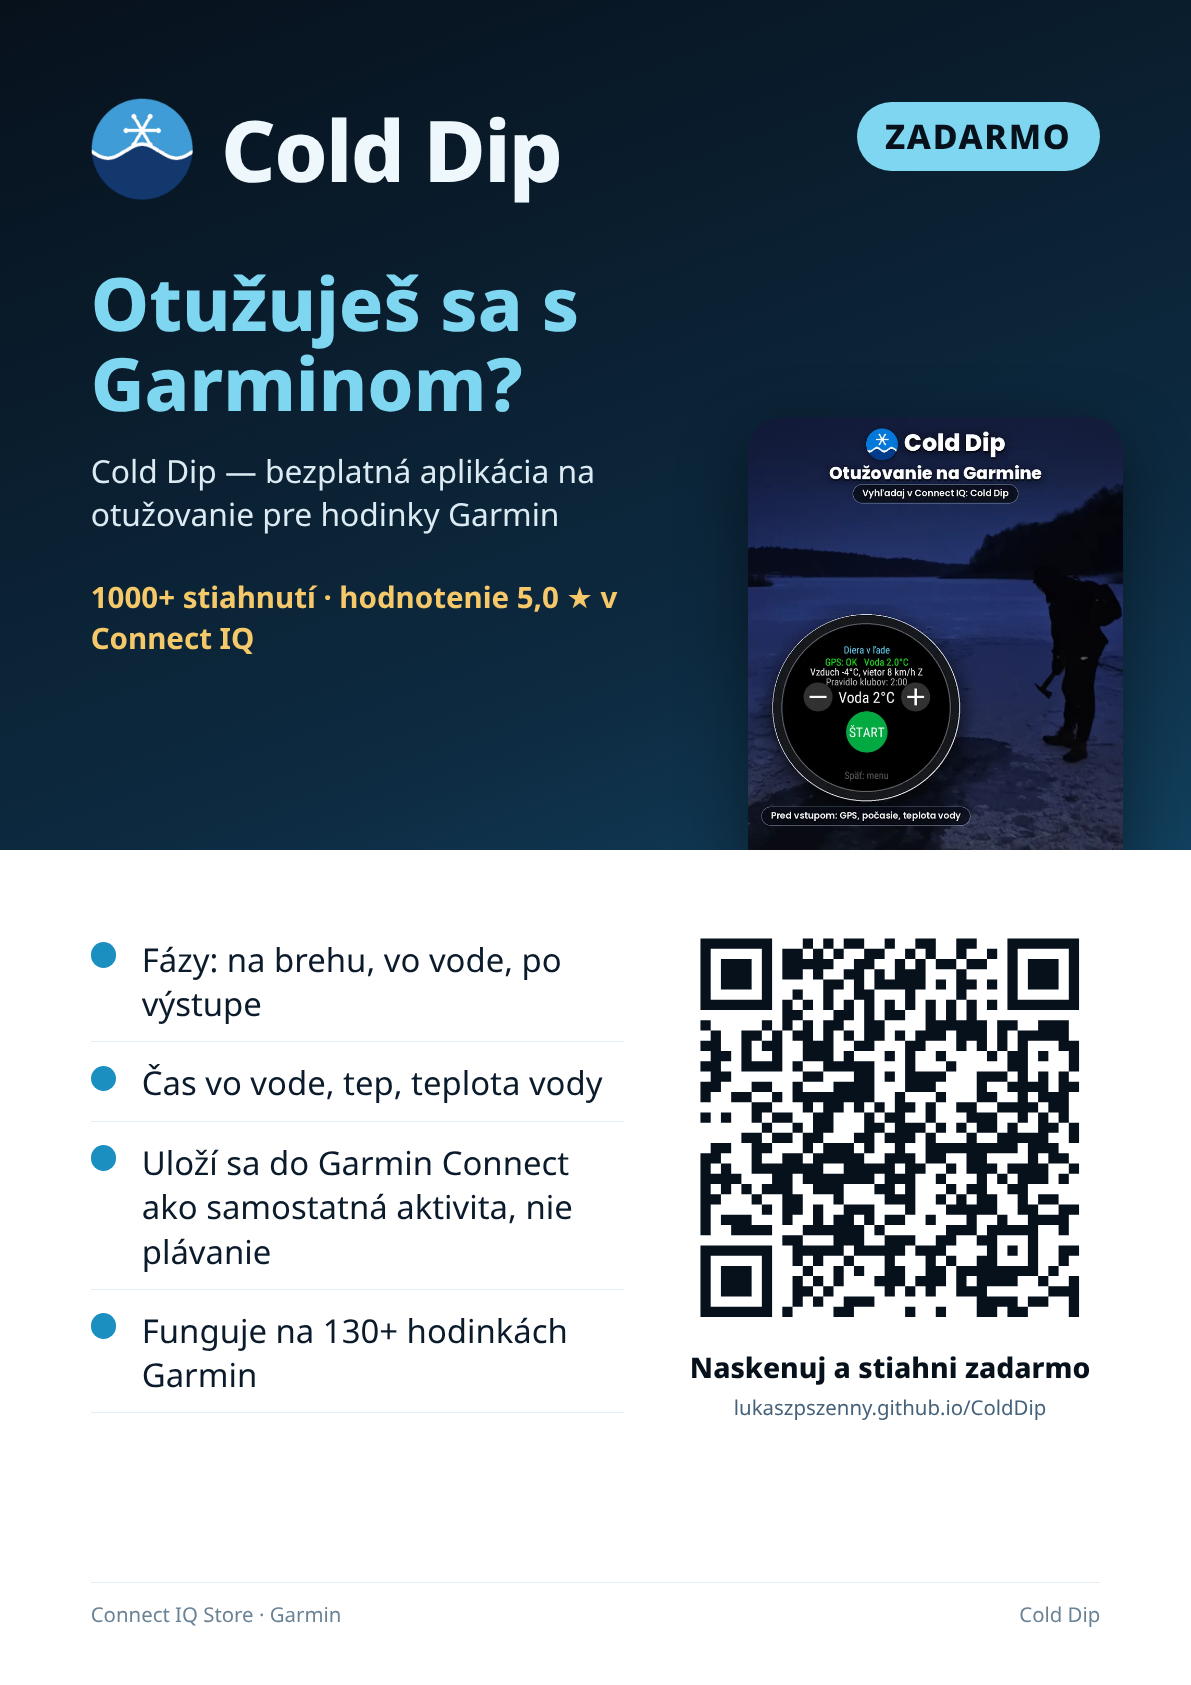 Cold Dip
ZADARMO
Otužuješ sa s
Garminom?
Cold Dip — bezplatná aplikácia na
otužovanie pre hodinky Garmin
1000+ stiahnutí · hodnotenie 5,0 ★ v
Connect IQ
Cold Dip
Otužovanie na Garmine
Vyhľadaj v Connect IQ: Cold Dip
Diera v ľade
GPS: OK Voda 2.0°C
Vzduch -4°C, vietor 8 km/h Z
Pravidlo klubov: 2:00
− Voda 2°C +
ŠTART
Späť: menu
Pred vstupom: GPS, počasie, teplota vody
Fázy: na brehu, vo vode, po
výstupe
Čas vo vode, tep, teplota vody
Uloží sa do Garmin Connect
ako samostatná aktivita, nie
plávanie
Funguje na 130+ hodinkách
Garmin
Naskenuj a stiahni zadarmo
lukaszpszenny.github.io/ColdDip
Connect IQ Store · Garmin
Cold Dip